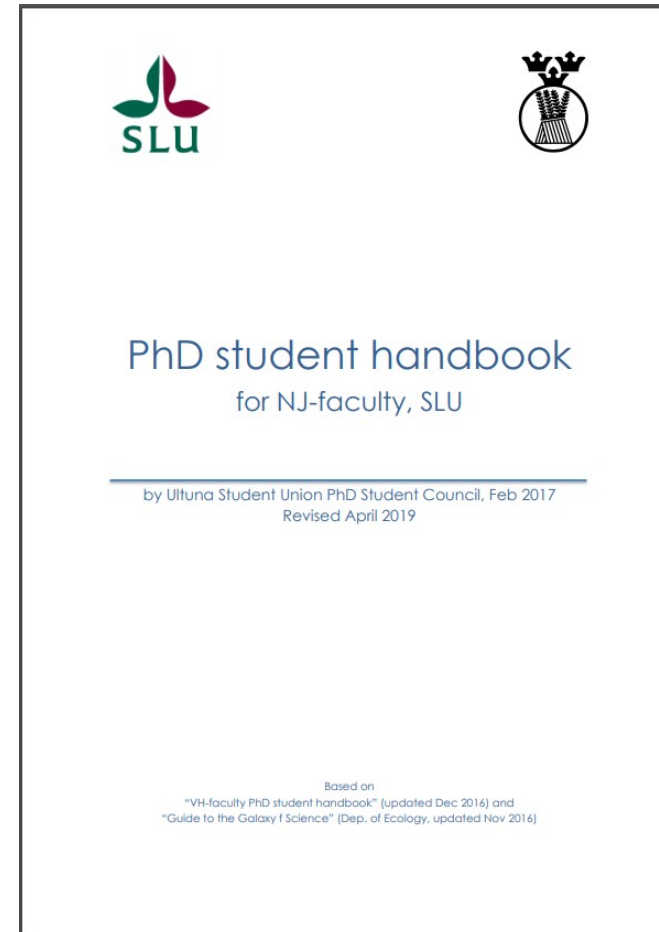 SLU
PhD student handbook
for NJ-faculty, SLU
by Ultuna Student Union PhD Student Council, Feb 2017
Revised April 2019
Based on
“VH-faculty PhD student handbook” (updated Dec 2016) and
“Guide to the Galaxy f Science” (Dep. of Ecology, updated Nov 2016)